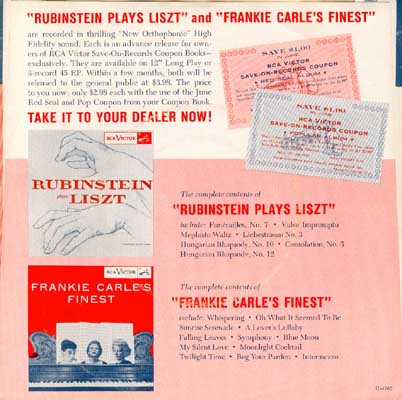 "RUBINSTEIN PLAYS LISZT" and "FRANKIE CARLE'S FINEST"
are recorded in thrilling "New Orthophonic" High
Fidelity sound. Each is an advance release for own-
ers of RCA Victor Save-On-Records Coupon Books—
exclusively. They are available on 12" Long Play or
record 45 EP. Within a few months, both will be
released to the general public at $3.98. The price
to you now: only $2.98 each with the use of the June
Red Seal and Pop Coupon from your Coupon Book.
TAKE IT TO YOUR DEALER NOW!
SAVE $1.00
RCA VICTOR
SAVE-ON-RECORDS COUPON
RED SEAL ALBUM
SAVE $1.00
RCA VICTOR
SAVE-ON-RECORDS COUPON
POPULAR ALBUM
RCA VICTOR
RUBINSTEIN
plays LISZT
The complete contents of
"RUBINSTEIN PLAYS LISZT"
include: Funérailles, No. 7 • Valse Impromptu
Mephisto Waltz • Liebestraum No. 3
Hungarian Rhapsody, No. 10 • Consolation, No. 3
Hungarian Rhapsody, No. 12
RCA VICTOR
FRANKIE CARLE'S
FINEST
The complete contents of
"FRANKIE CARLE'S FINEST"
include: Whispering • Oh What It Seemed To Be
Sunrise Serenade • A Lover's Lullaby
Falling Leaves • Symphony • Blue Moon
My Silent Love • Moonlight Cocktail
Twilight Time • Beg Your Pardon • Intermezzo